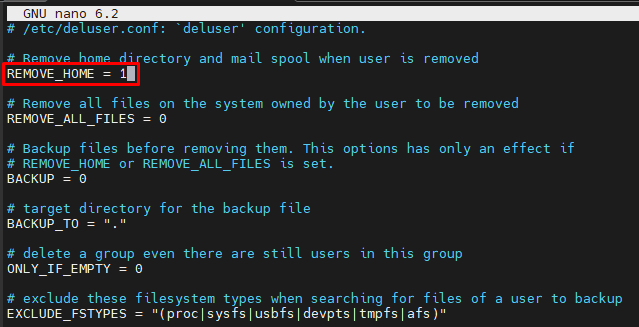 GNU nano 6.2
# /etc/deluser.conf: `deluser' configuration.
# Remove home directory and mail spool when user is removed
REMOVE_HOME = 1
# Remove all files on the system owned by the user to be removed
REMOVE_ALL_FILES = 0
# Backup files before removing them. This options has only an effect if
# REMOVE_HOME or REMOVE_ALL_FILES is set.
BACKUP = 0
# target directory for the backup file
BACKUP_TO = "."
# delete a group even there are still users in this group
ONLY_IF_EMPTY = 0
# exclude these filesystem types when searching for files of a user to backup
EXCLUDE_FSTYPES = "(proc|sysfs|usbfs|devpts|tmpfs|afs)"